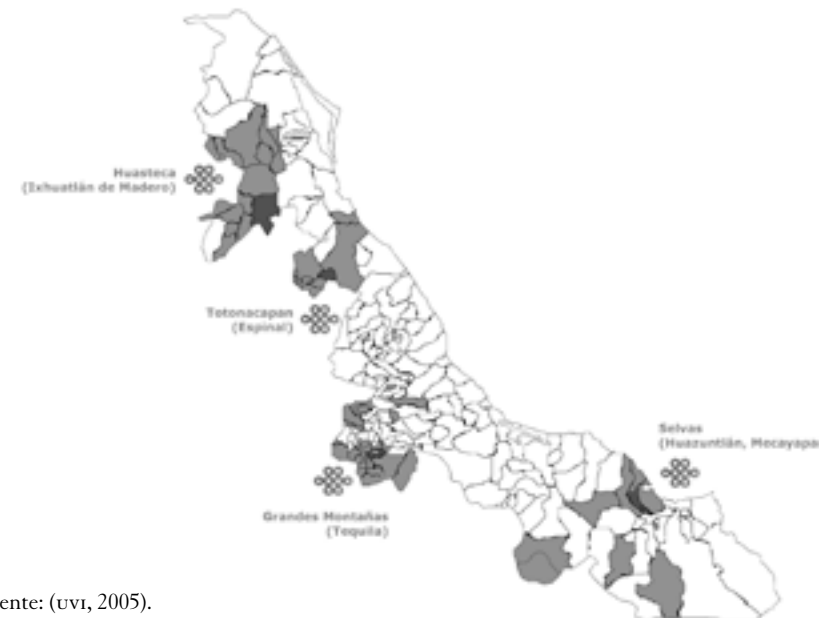 Huasteca
(Ixhuatlán de Madero)
Totonacapan
(Espinal)
Selvas
(Huazuntlán, Mecayapa
Grandes Montañas
(Tequila)
ente: (UVI, 2005).